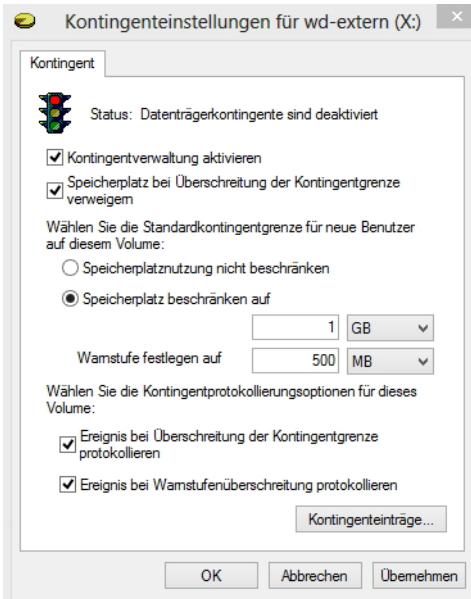 Kontingenteinstellungen für wd-extern (X:)
Kontingent
Status: Datenträgerkontingente sind deaktiviert
Kontingentverwaltung aktivieren
Speicherplatz bei Überschreitung der Kontingentgrenze
verweigern
Wählen Sie die Standardkontingentgrenze für neue Benutzer
auf diesem Volume:
Speicherplatznutzung nicht beschränken
Speicherplatz beschränken auf
1 GB
Warnstufe festlegen auf 500 MB
Wählen Sie die Kontingentprotokollierungsoptionen für dieses
Volume:
Ereignis bei Überschreitung der Kontingentgrenze
protokollieren
Ereignis bei Warnstufenüberschreitung protokollieren
Kontingenteinträge...
OK Abbrechen Übernehmen